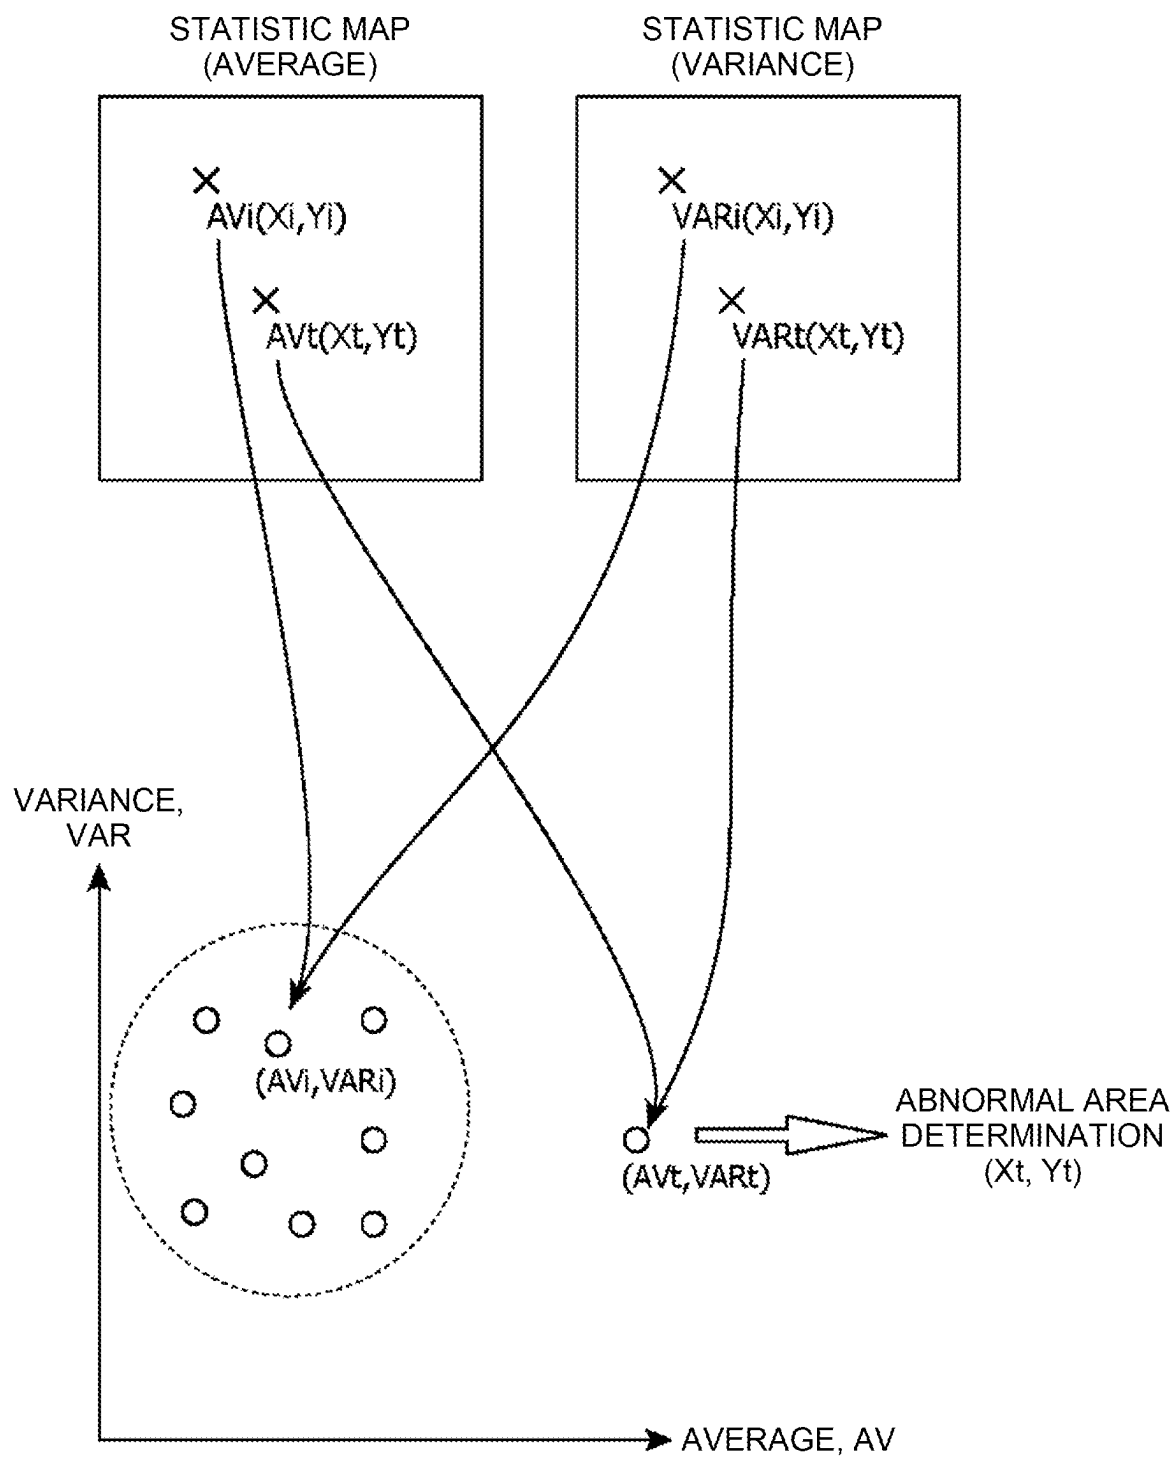 STATISTIC MAP
(AVERAGE)
STATISTIC MAP
(VARIANCE)
AVi(Xi,Yi)
VARi(Xi,Yi)
AVt(Xt,Yt)
VARt(Xt,Yt)
VARIANCE,
VAR
(AVi,VARi)
(AVt,VARt)
ABNORMAL AREA
DETERMINATION
(Xt, Yt)
AVERAGE, AV